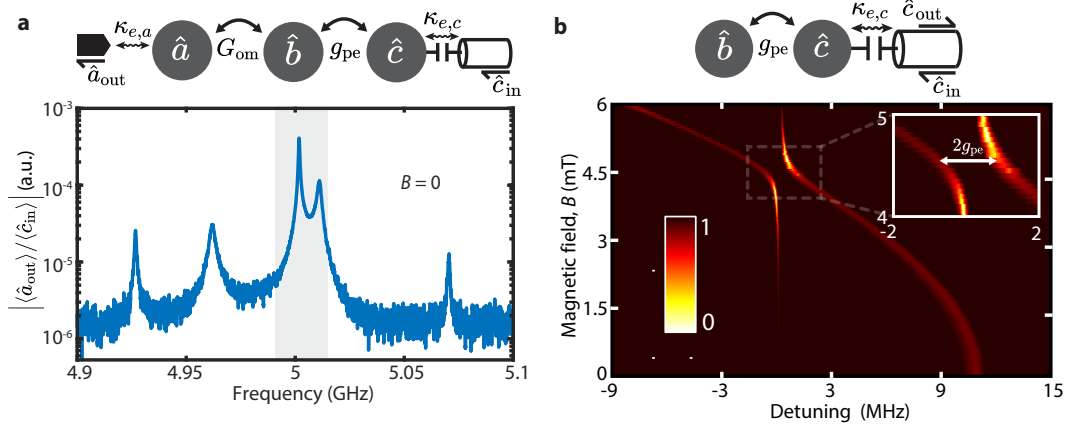 a
κe,a
κe,c
â
Gom
b̂
gpe
ĉ
âout
ĉin
|⟨âout⟩/⟨ĉin⟩| (a.u.)
10-3
10-4
10-5
10-6
B = 0
4.9
4.95
5
5.05
5.1
Frequency (GHz)
b
κe,c
ĉout
b̂
gpe
ĉ
ĉin
Magnetic field, B (mT)
6
4.5
3
1.5
0
5
2gpe
4
-2
2
1
0
-9
-3
3
9
15
Detuning (MHz)